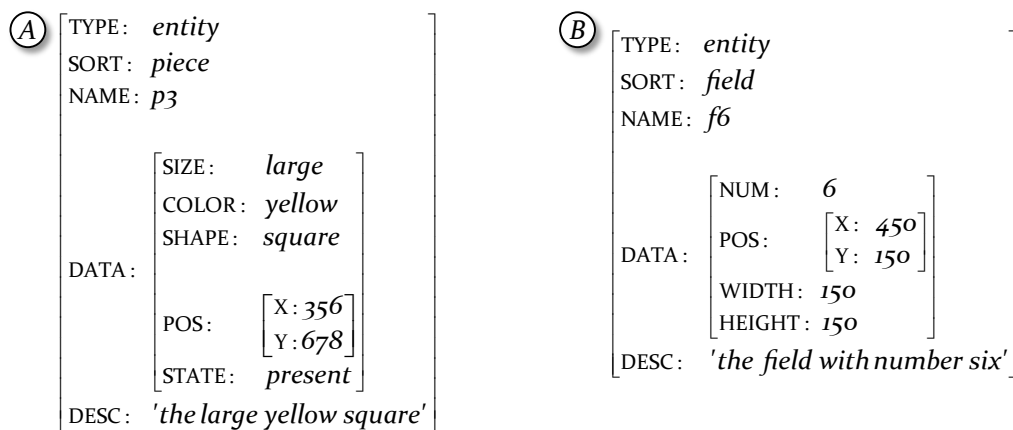 A
TYPE: entity
SORT: piece
NAME: p3
DATA:
SIZE: large
COLOR: yellow
SHAPE: square
POS:
X: 356
Y: 678
STATE: present
DESC: 'the large yellow square'
B
TYPE: entity
SORT: field
NAME: f6
DATA:
NUM: 6
POS:
X: 450
Y: 150
WIDTH: 150
HEIGHT: 150
DESC: 'the field with number six'